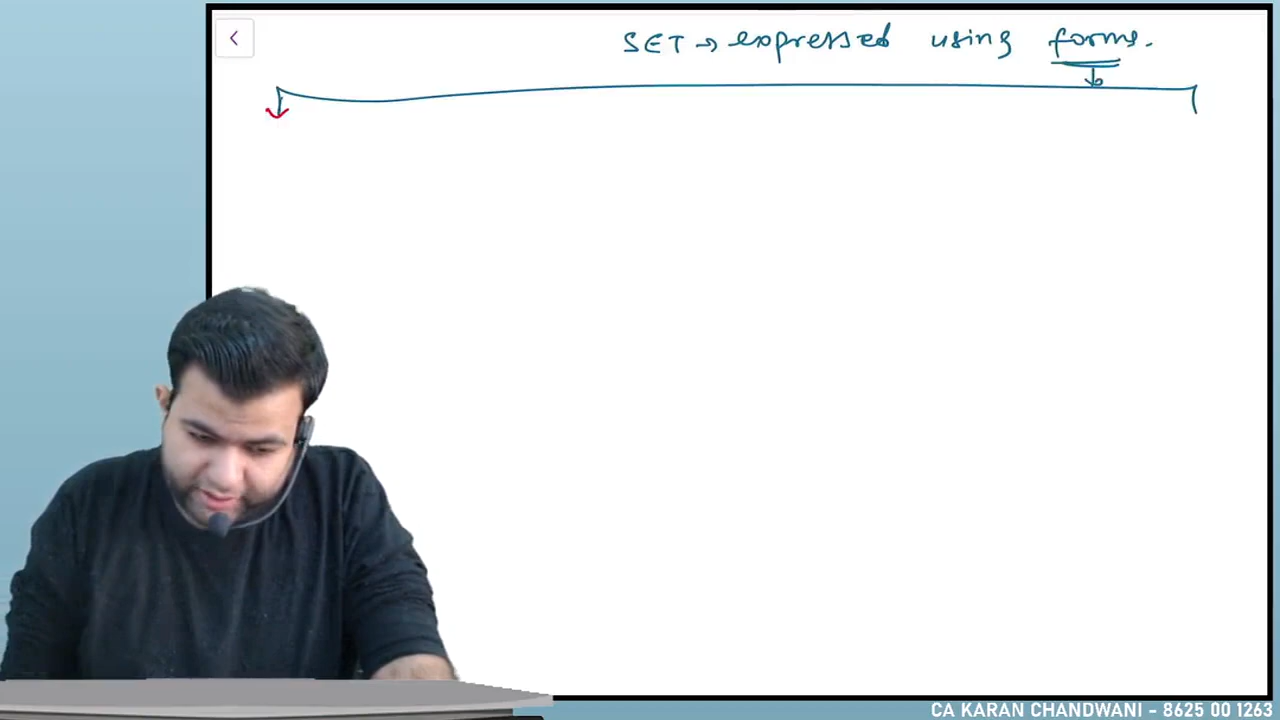 SET → expressed using forms.
CA KARAN CHANDWANI - 8625 00 1263